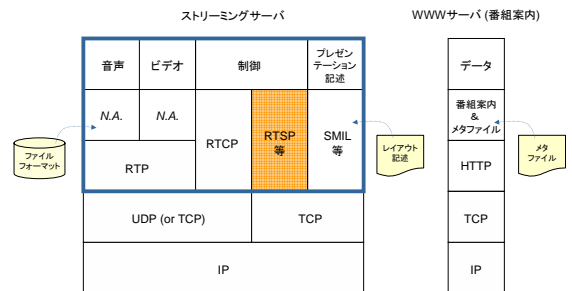 ストリーミングサーバ
WWWサーバ (番組案内)
音声
ビデオ
制御
プレゼン
テーション
記述
データ
N.A.
N.A.
RTCP
RTSP
等
SMIL
等
番組案内
&
メタファイル
ファイル
フォーマット
レイアウト
記述
メタ
ファイル
RTP
HTTP
UDP (or TCP)
TCP
TCP
IP
IP